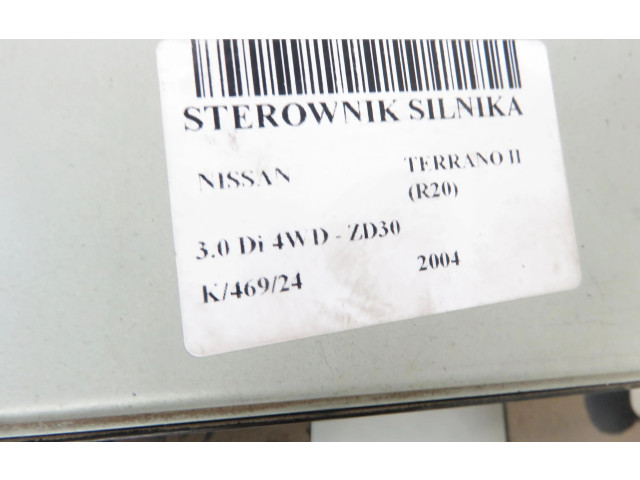 STEROWNIK SILNIKA
NISSAN TERRANO II
(R20)
3.0 Di 4WD - ZD30
K/469/24 2004